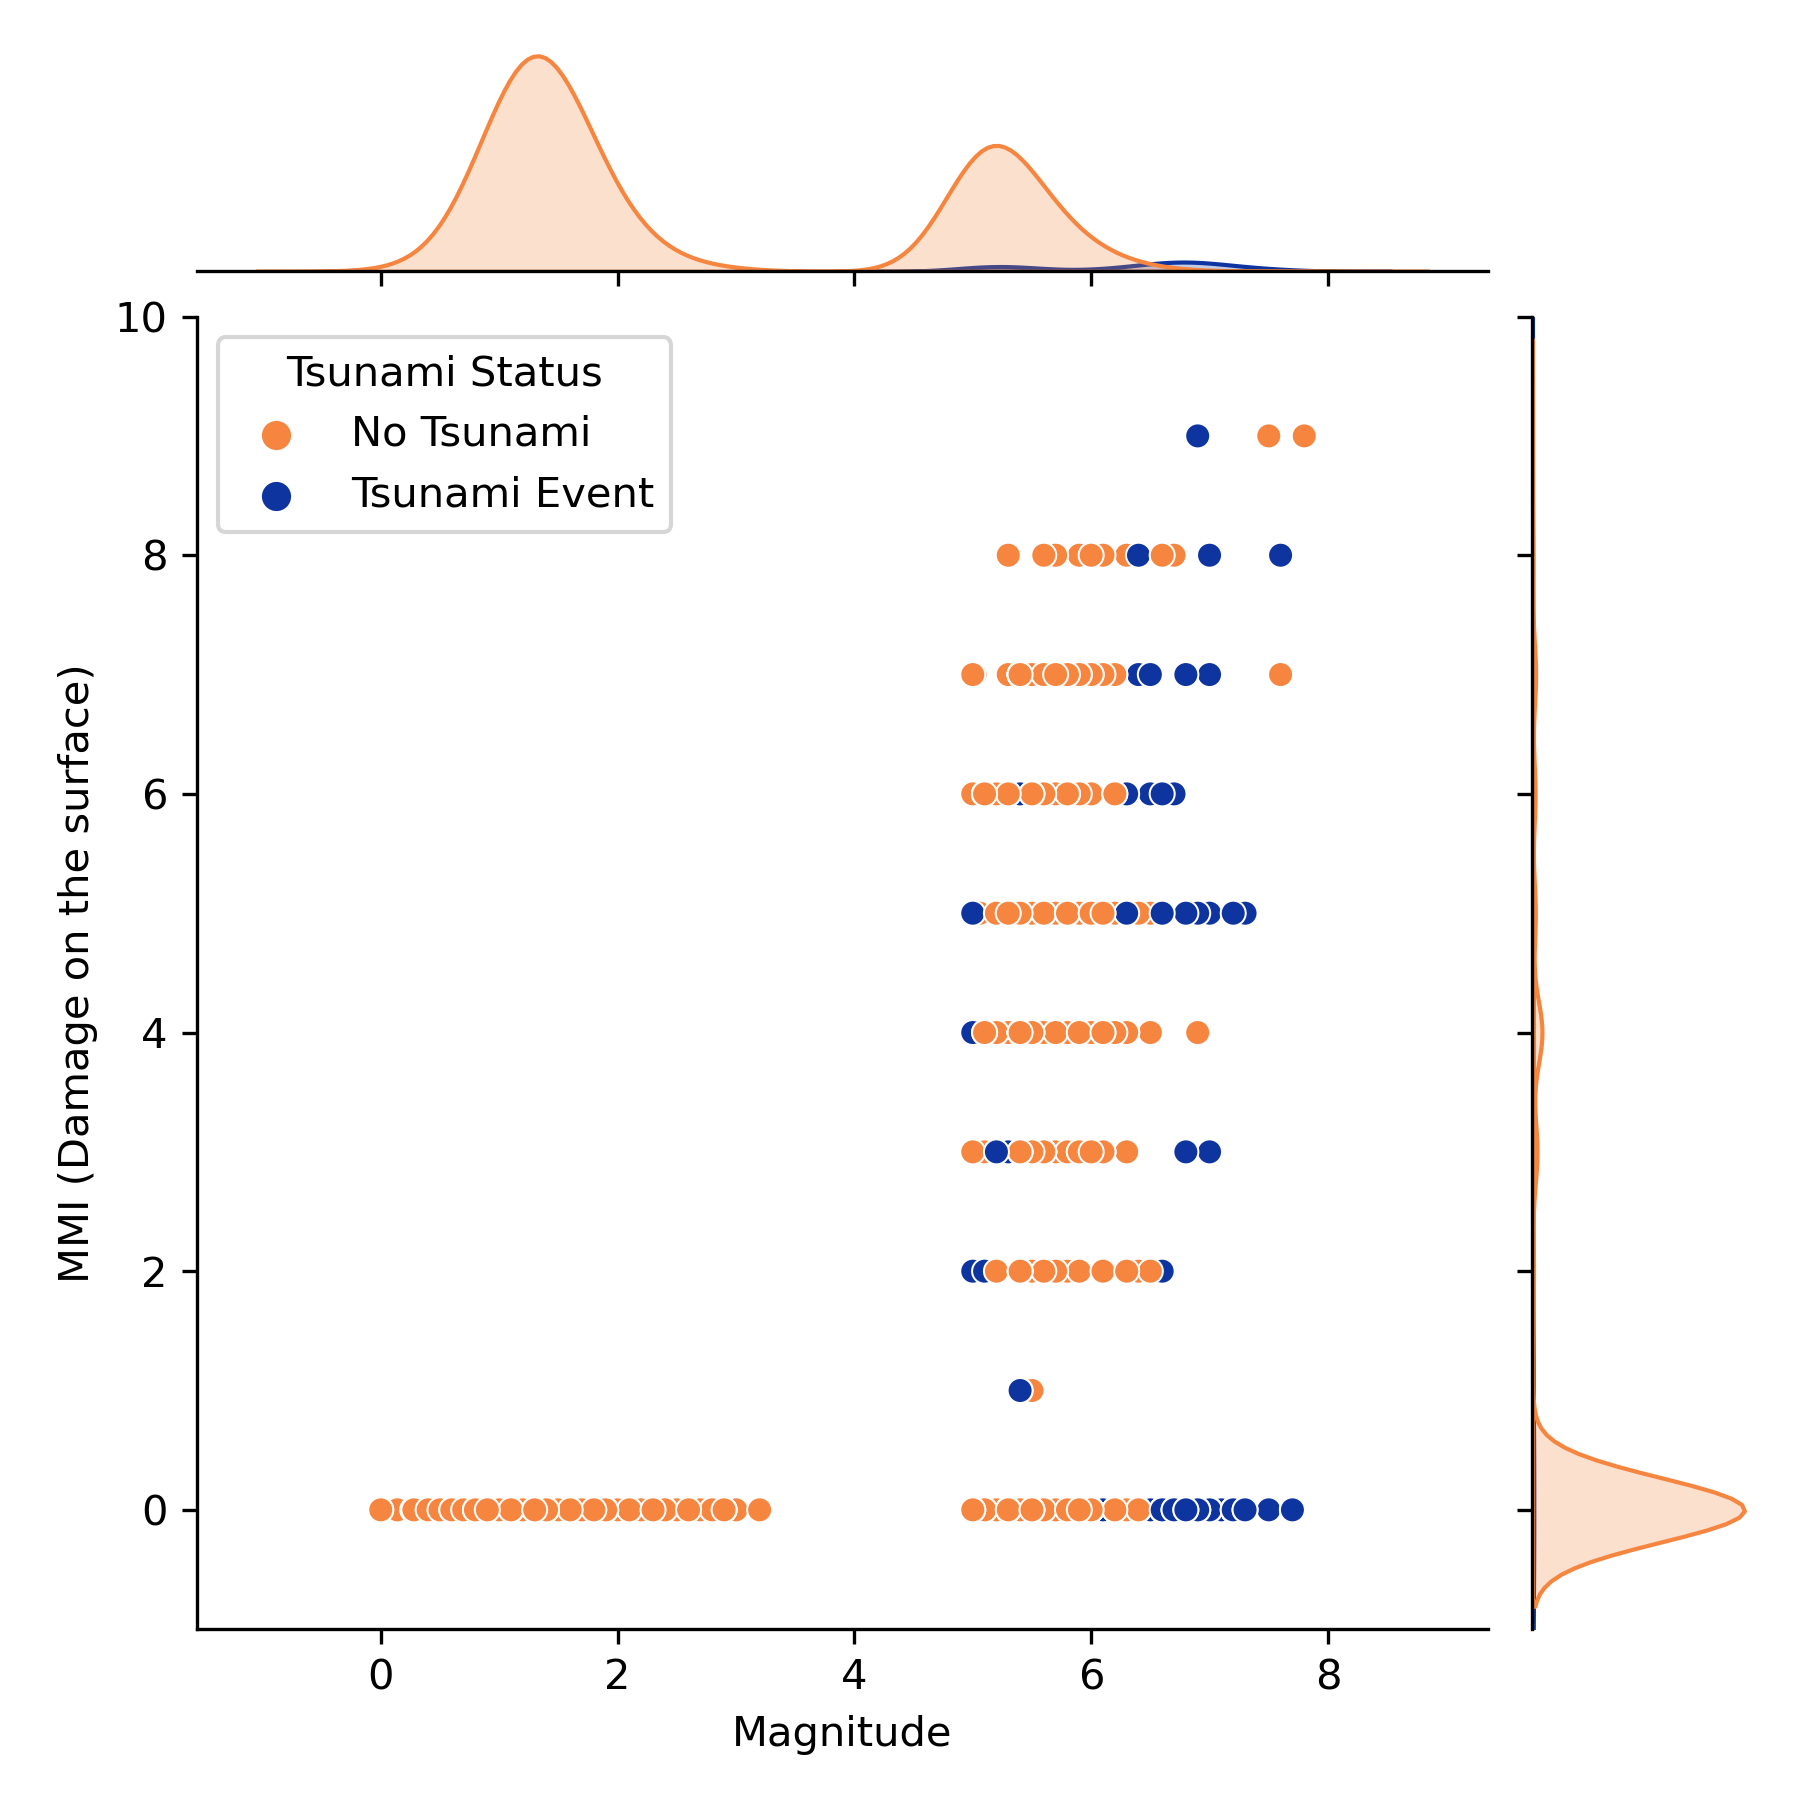 10
Tsunami Status
No Tsunami
Tsunami Event
8
6
4
2
0
MMI (Damage on the surface)
0 2 4 6 8
Magnitude